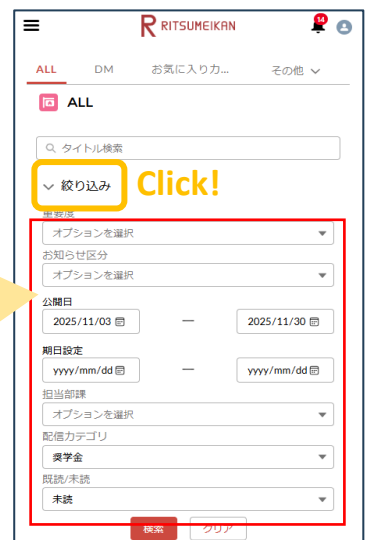 RITSUMEIKAN
14
ALL DM お気に入りカ... その他
ALL
タイトル検索
絞り込み Click!
重要度
オプションを選択
お知らせ区分
オプションを選択
公開日
2025/11/03 — 2025/11/30
期日設定
yyyy/mm/dd — yyyy/mm/dd
担当部課
オプションを選択
配信カテゴリ
奨学金
既読/未読
未読
検索 クリア